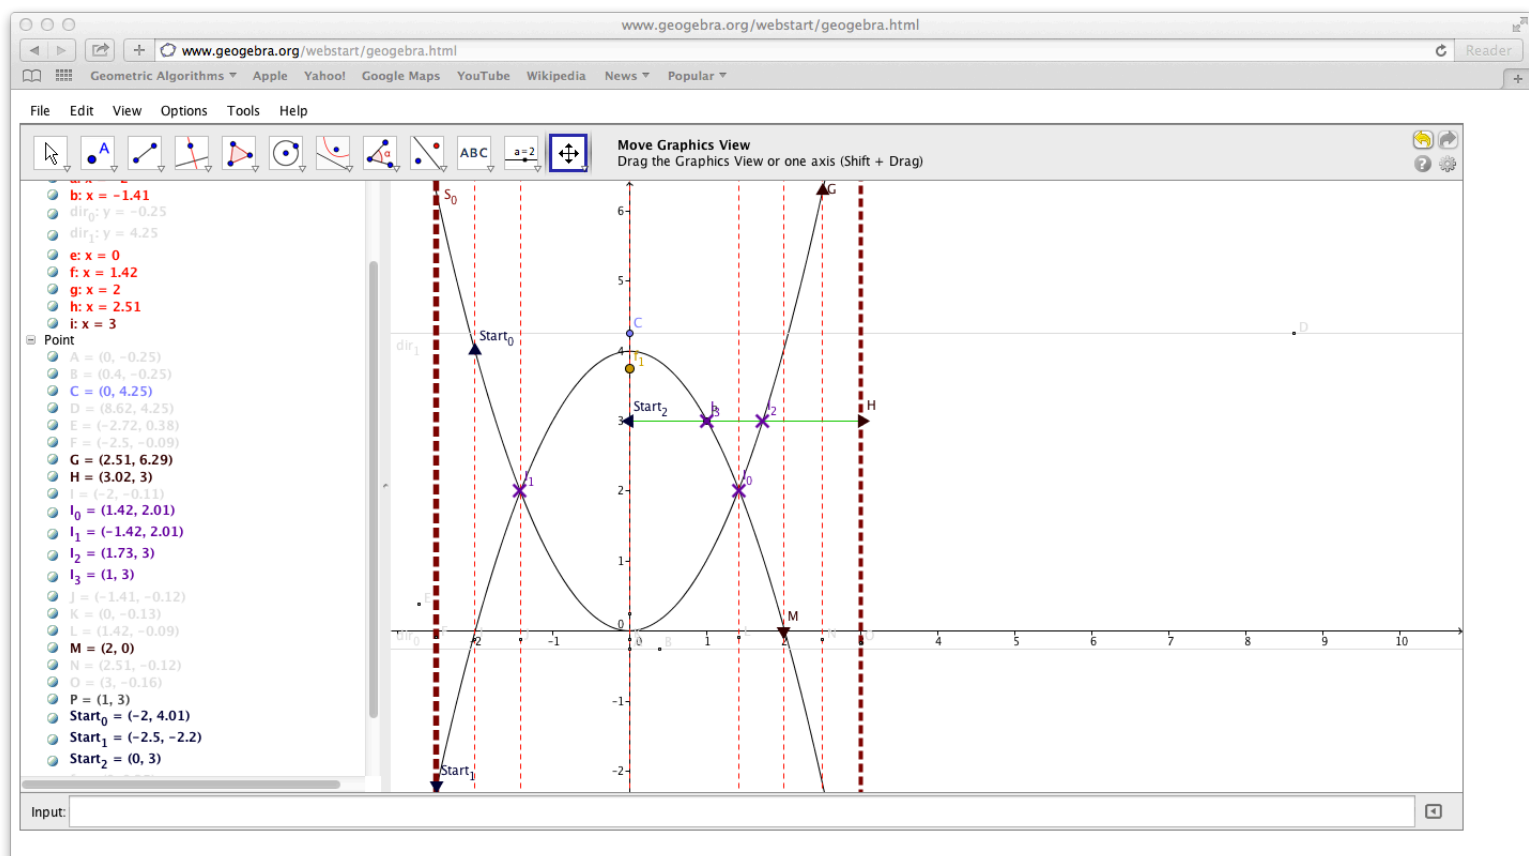 www.geogebra.org/webstart/geogebra.html
www.geogebra.org/webstart/geogebra.html
Reader
Geometric Algorithms Apple Yahoo! Google Maps YouTube Wikipedia News Popular
File Edit View Options Tools Help
A
ABC
a=2
Move Graphics View
Drag the Graphics View or one axis (Shift + Drag)
b: x = −1.41
dir₀: y = −0.25
dir₁: y = 4.25
e: x = 0
f: x = 1.42
g: x = 2
h: x = 2.51
i: x = 3
Point
A = (0, −0.25)
B = (0.4, −0.25)
C = (0, 4.25)
D = (8.62, 4.25)
E = (−2.72, 0.38)
F = (−2.5, −0.09)
G = (2.51, 6.29)
H = (3.02, 3)
I = (−2, −0.11)
I₀ = (1.42, 2.01)
I₁ = (−1.42, 2.01)
I₂ = (1.73, 3)
I₃ = (1, 3)
J = (−1.41, −0.12)
K = (0, −0.13)
L = (1.42, −0.09)
M = (2, 0)
N = (2.51, −0.12)
O = (3, −0.16)
P = (1, 3)
Start₀ = (−2, 4.01)
Start₁ = (−2.5, −2.2)
Start₂ = (0, 3)
S₀
G
6
5
C
D
dir₁
Start₀
4
f₁
Start₂
I₂
H
3
I₁
I₀
2
1
E
M
0
dir₀
-2 -1 0 1 2 4 5 6 7 8 9 10
B L N O
-1
-2
Start₁
Input: